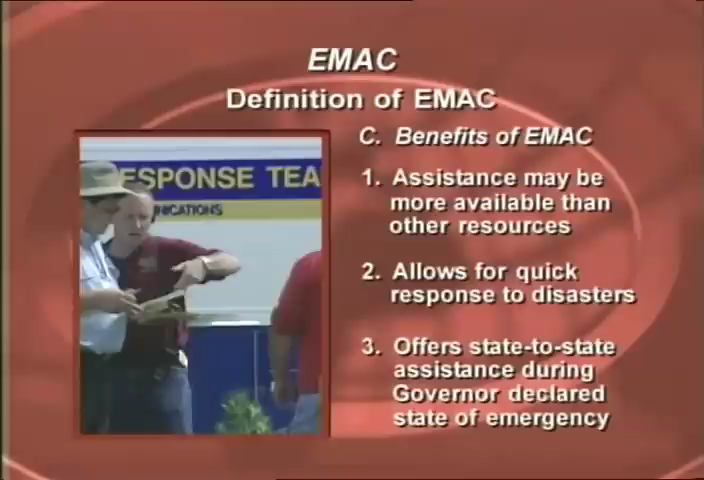 EMAC
Definition of EMAC
C. Benefits of EMAC
1. Assistance may be
more available than
other resources
2. Allows for quick
response to disasters
3. Offers state-to-state
assistance during
Governor declared
state of emergency
ESPONSE TEA
NICATIONS